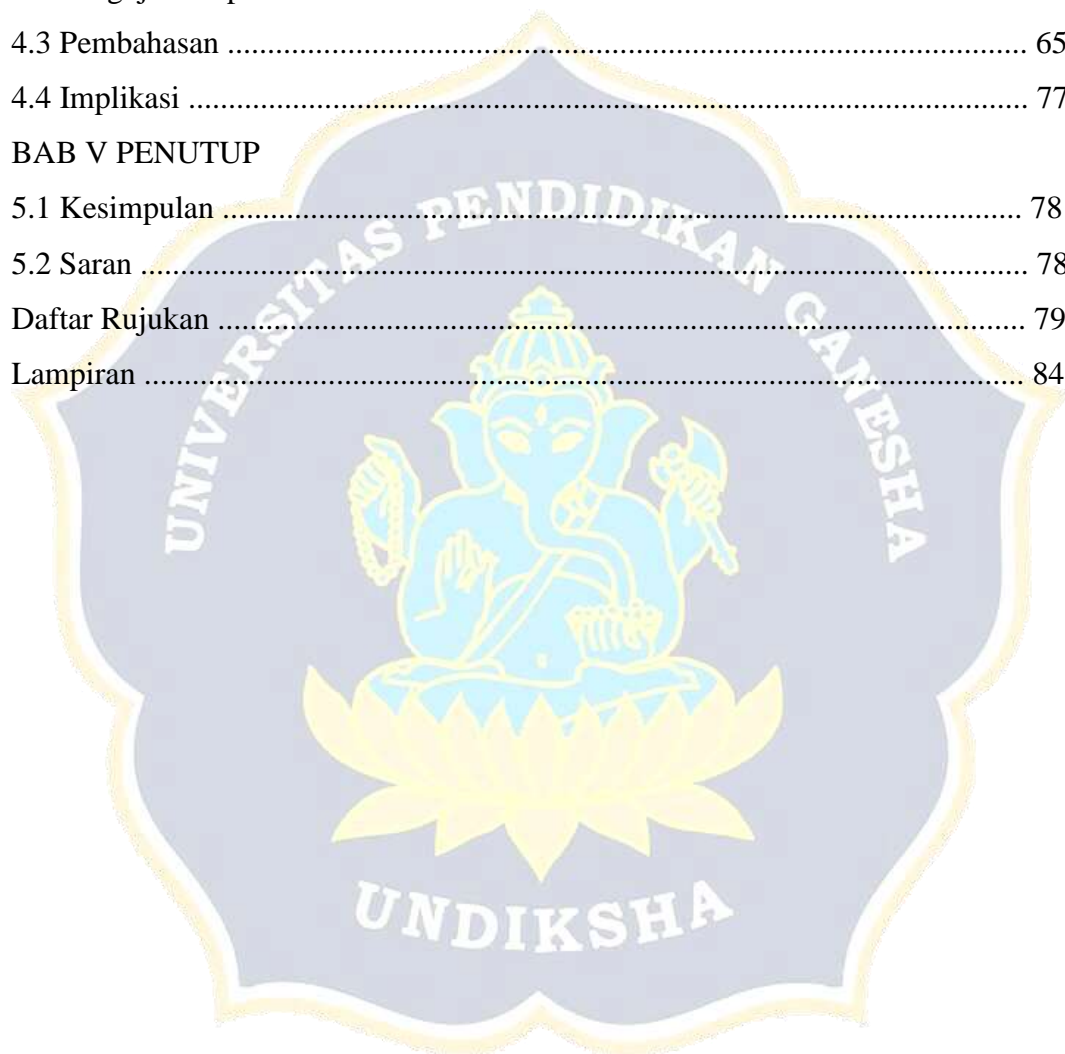 4.3 Pembahasan ........................................................................................................ 65
4.4 Implikasi ............................................................................................................. 77
BAB V PENUTUP
5.1 Kesimpulan ........................................................................................................ 78
5.2 Saran ................................................................................................................... 78
Daftar Rujukan ......................................................................................................... 79
Lampiran .................................................................................................................. 84
UNIVERSITAS PENDIDIKAN GANESHA
UNDIKSHA